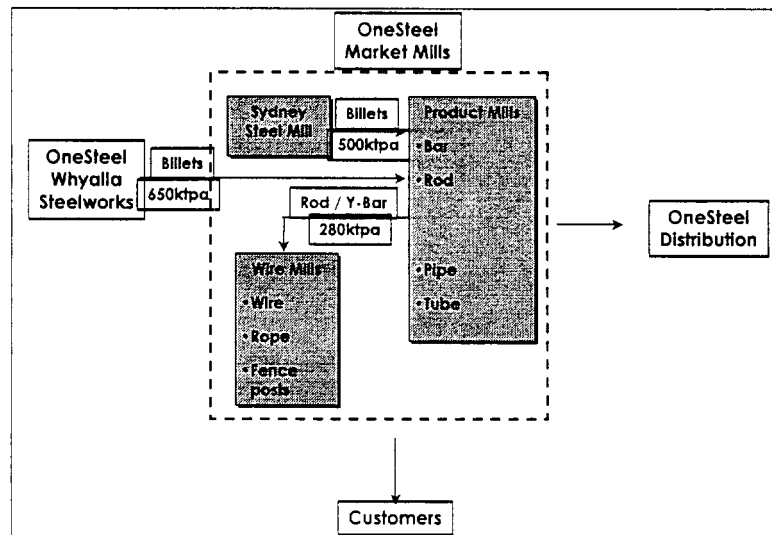 OneSteel
Market Mills
Sydney
Steel Mill
Billets
500ktpa
Product Mills
• Bar
• Rod
• Pipe
• Tube
OneSteel
Whyalla
Steelworks
Billets
650ktpa
Rod / Y-Bar
280ktpa
Wire Mills
• Wire
• Rope
• Fence
posts
OneSteel
Distribution
Customers